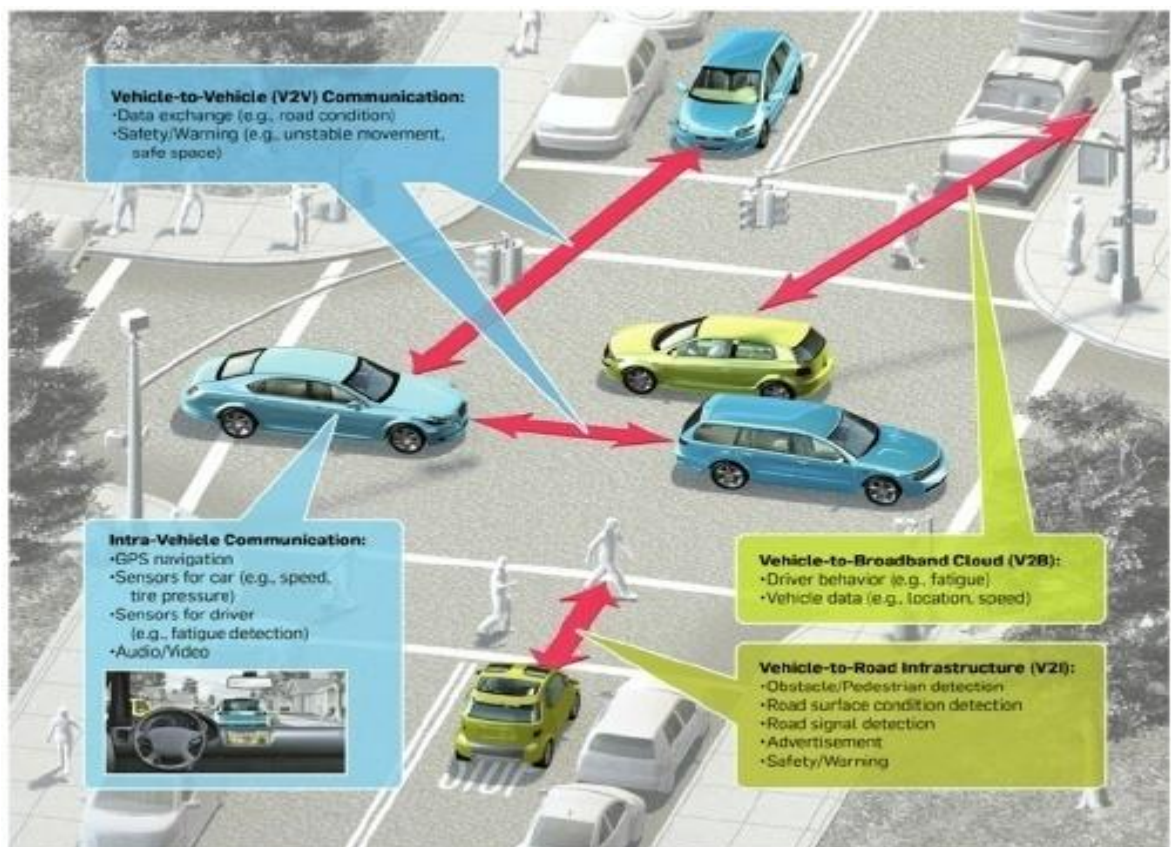 Vehicle-to-Vehicle (V2V) Communication:
•Data exchange (e.g., road condition)
•Safety/Warning (e.g., unstable movement,
safe space)
Intra-Vehicle Communication:
•GPS navigation
•Sensors for car (e.g., speed,
tire pressure)
•Sensors for driver
(e.g., fatigue detection)
•Audio/Video
Vehicle-to-Broadband Cloud (V2B):
•Driver behavior (e.g., fatigue)
•Vehicle data (e.g., location, speed)
Vehicle-to-Road Infrastructure (V2I):
•Obstacle/Pedestrian detection
•Road surface condition detection
•Road signal detection
•Advertisement
•Safety/Warning